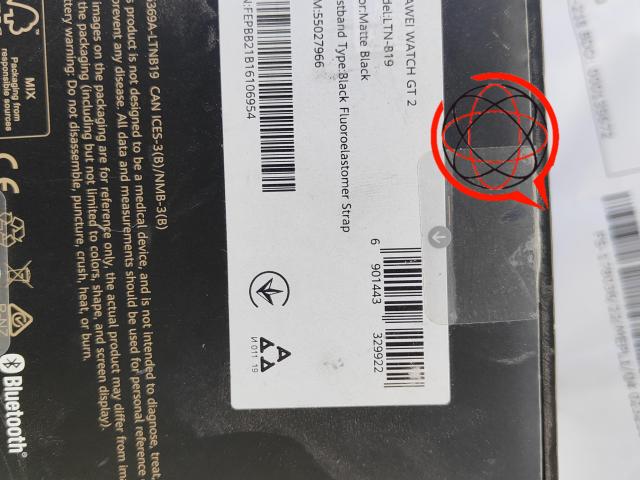 AWEI WATCH GT 2
del:LTN-B19
or:Matte Black
stband Type:Black Fluoroelastomer Strap
M:55027966
N:FEPBB21B16106954
6 901443 329922
И 011 19
369A-LTNB19 CAN ICES-3(B)/NMB-3(B)
s product is not designed to be a medical device, and is not intended to diagnose, treat,
prevent any disease. All data and measurements should be used for personal reference
images on the packaging are for reference only, the actual product may differ from im
the packaging (including but not limited to colors, shape, and screen display).
ttery warning: Do not disassemble, puncture, crush, heat, or burn.
MIX
Packaging from
responsible sources
CE
Bluetooth®